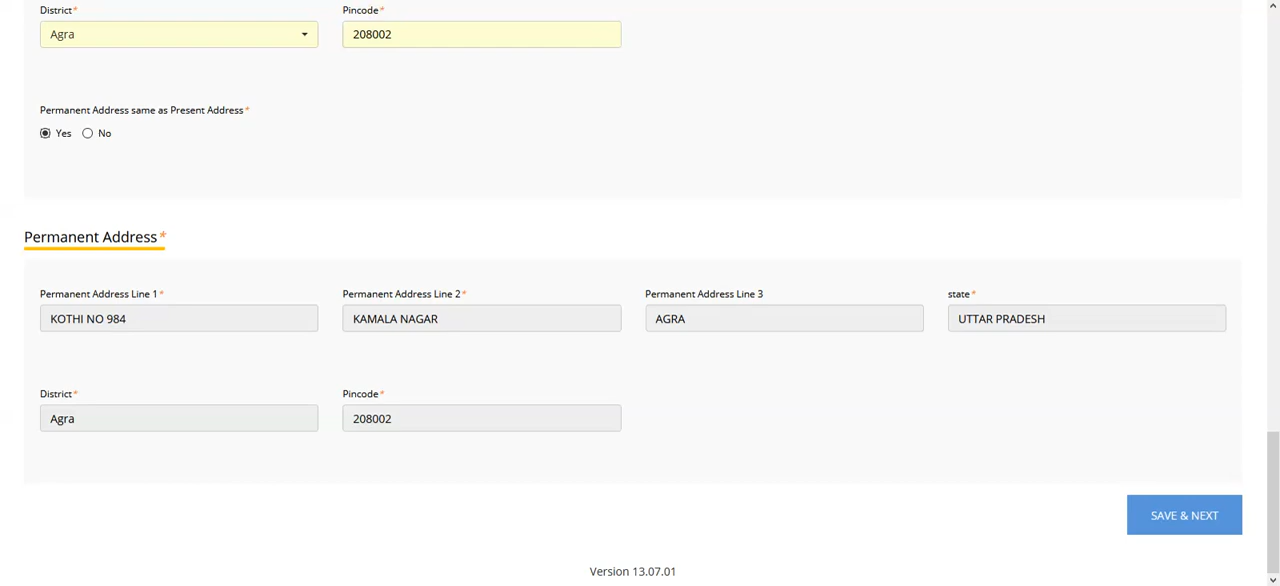 District* Pincode*
Agra 208002
Permanent Address same as Present Address*
Yes No
Permanent Address*
Permanent Address Line 1* Permanent Address Line 2* Permanent Address Line 3 state*
KOTHI NO 984 KAMALA NAGAR AGRA UTTAR PRADESH
District* Pincode*
Agra 208002
SAVE & NEXT
Version 13.07.01